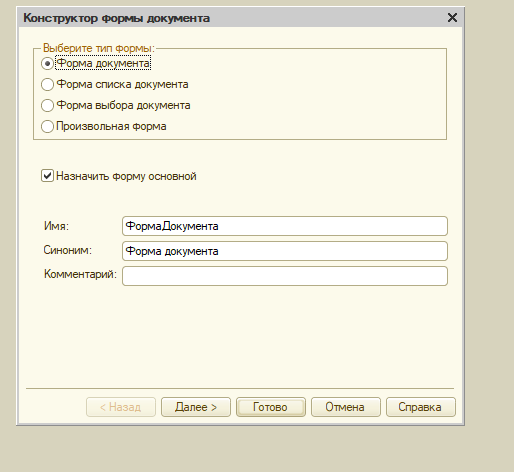 Конструктор формы документа
Выберите тип формы:
Форма документа
Форма списка документа
Форма выбора документа
Произвольная форма
Назначить форму основной
Имя: ФормаДокумента
Синоним: Форма документа
Комментарий:
< Назад Далее > Готово Отмена Справка